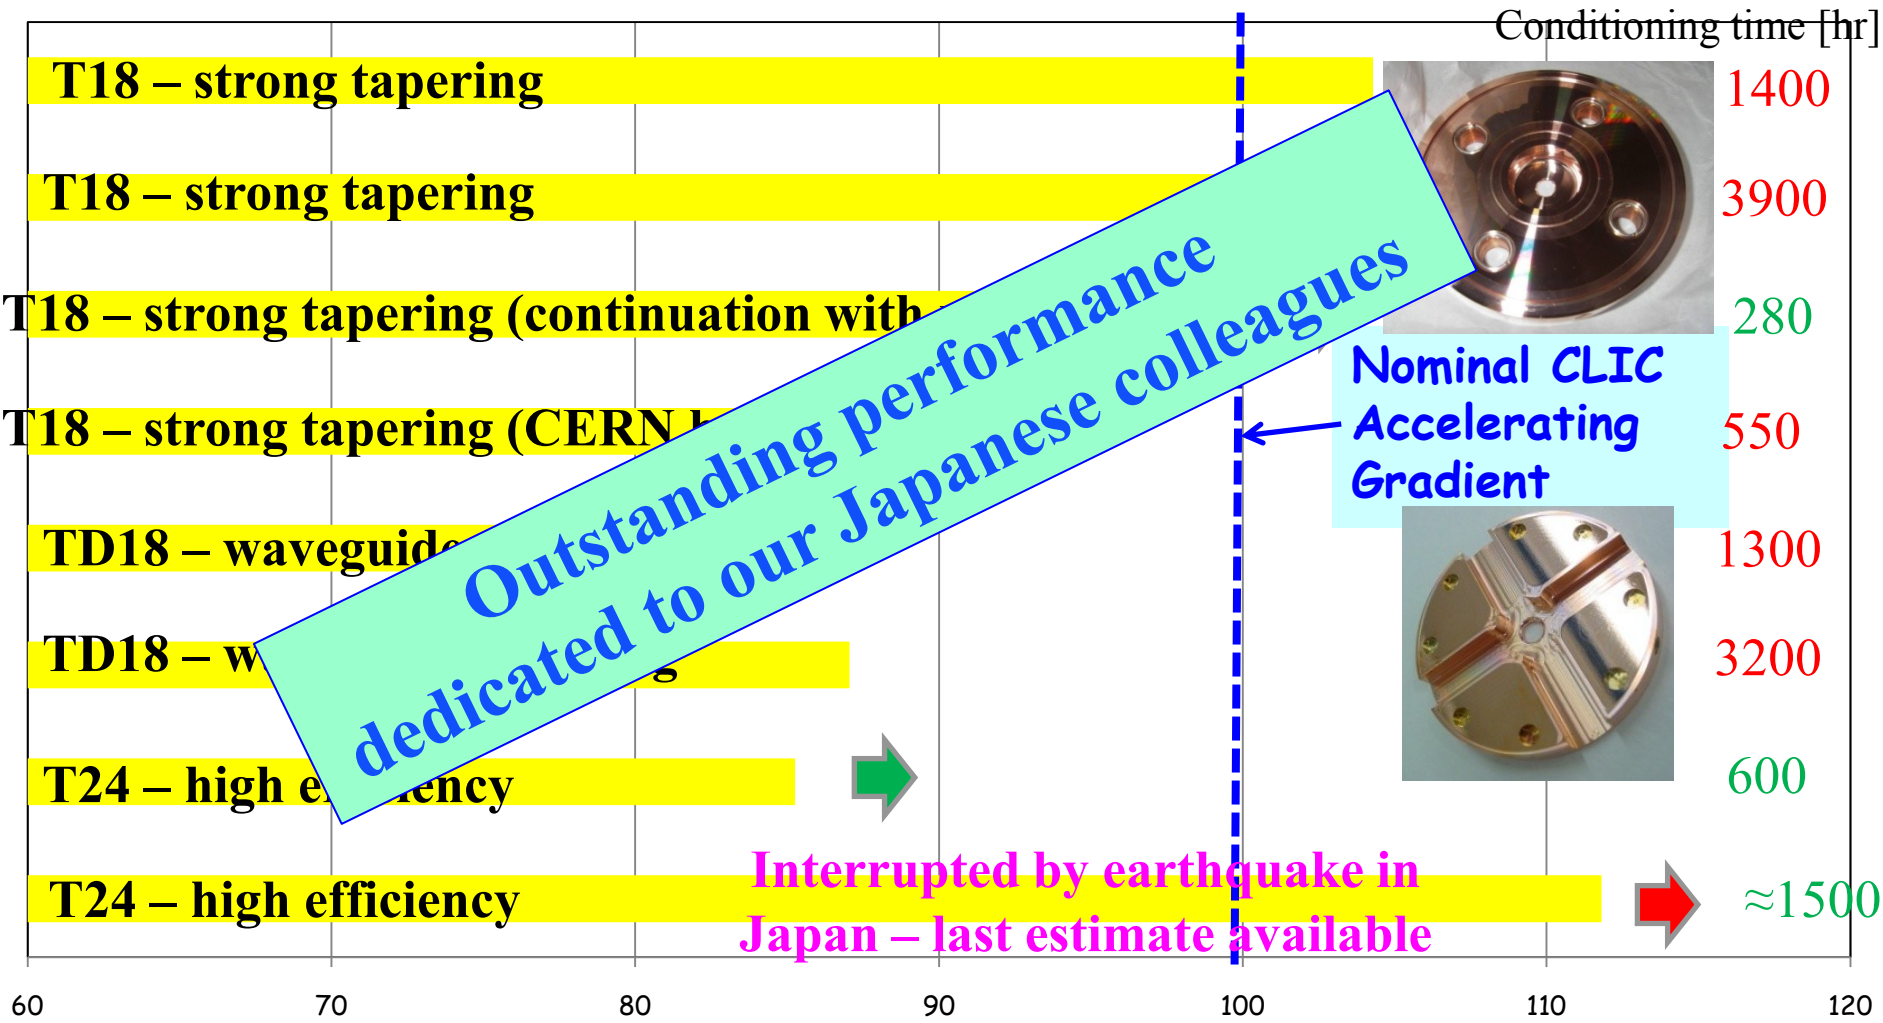 Conditioning time [hr]
T18 – strong tapering
1400
T18 – strong tapering
3900
T18 – strong tapering (continuation with
280
T18 – strong tapering (CERN
550
TD18 – waveguide
1300
TD18 –
3200
T24 – high efficiency
600
T24 – high efficiency
≈1500
Outstanding performance
dedicated to our Japanese colleagues
Nominal CLIC
Accelerating
Gradient
Interrupted by earthquake in
Japan – last estimate available
60 70 80 90 100 110 120